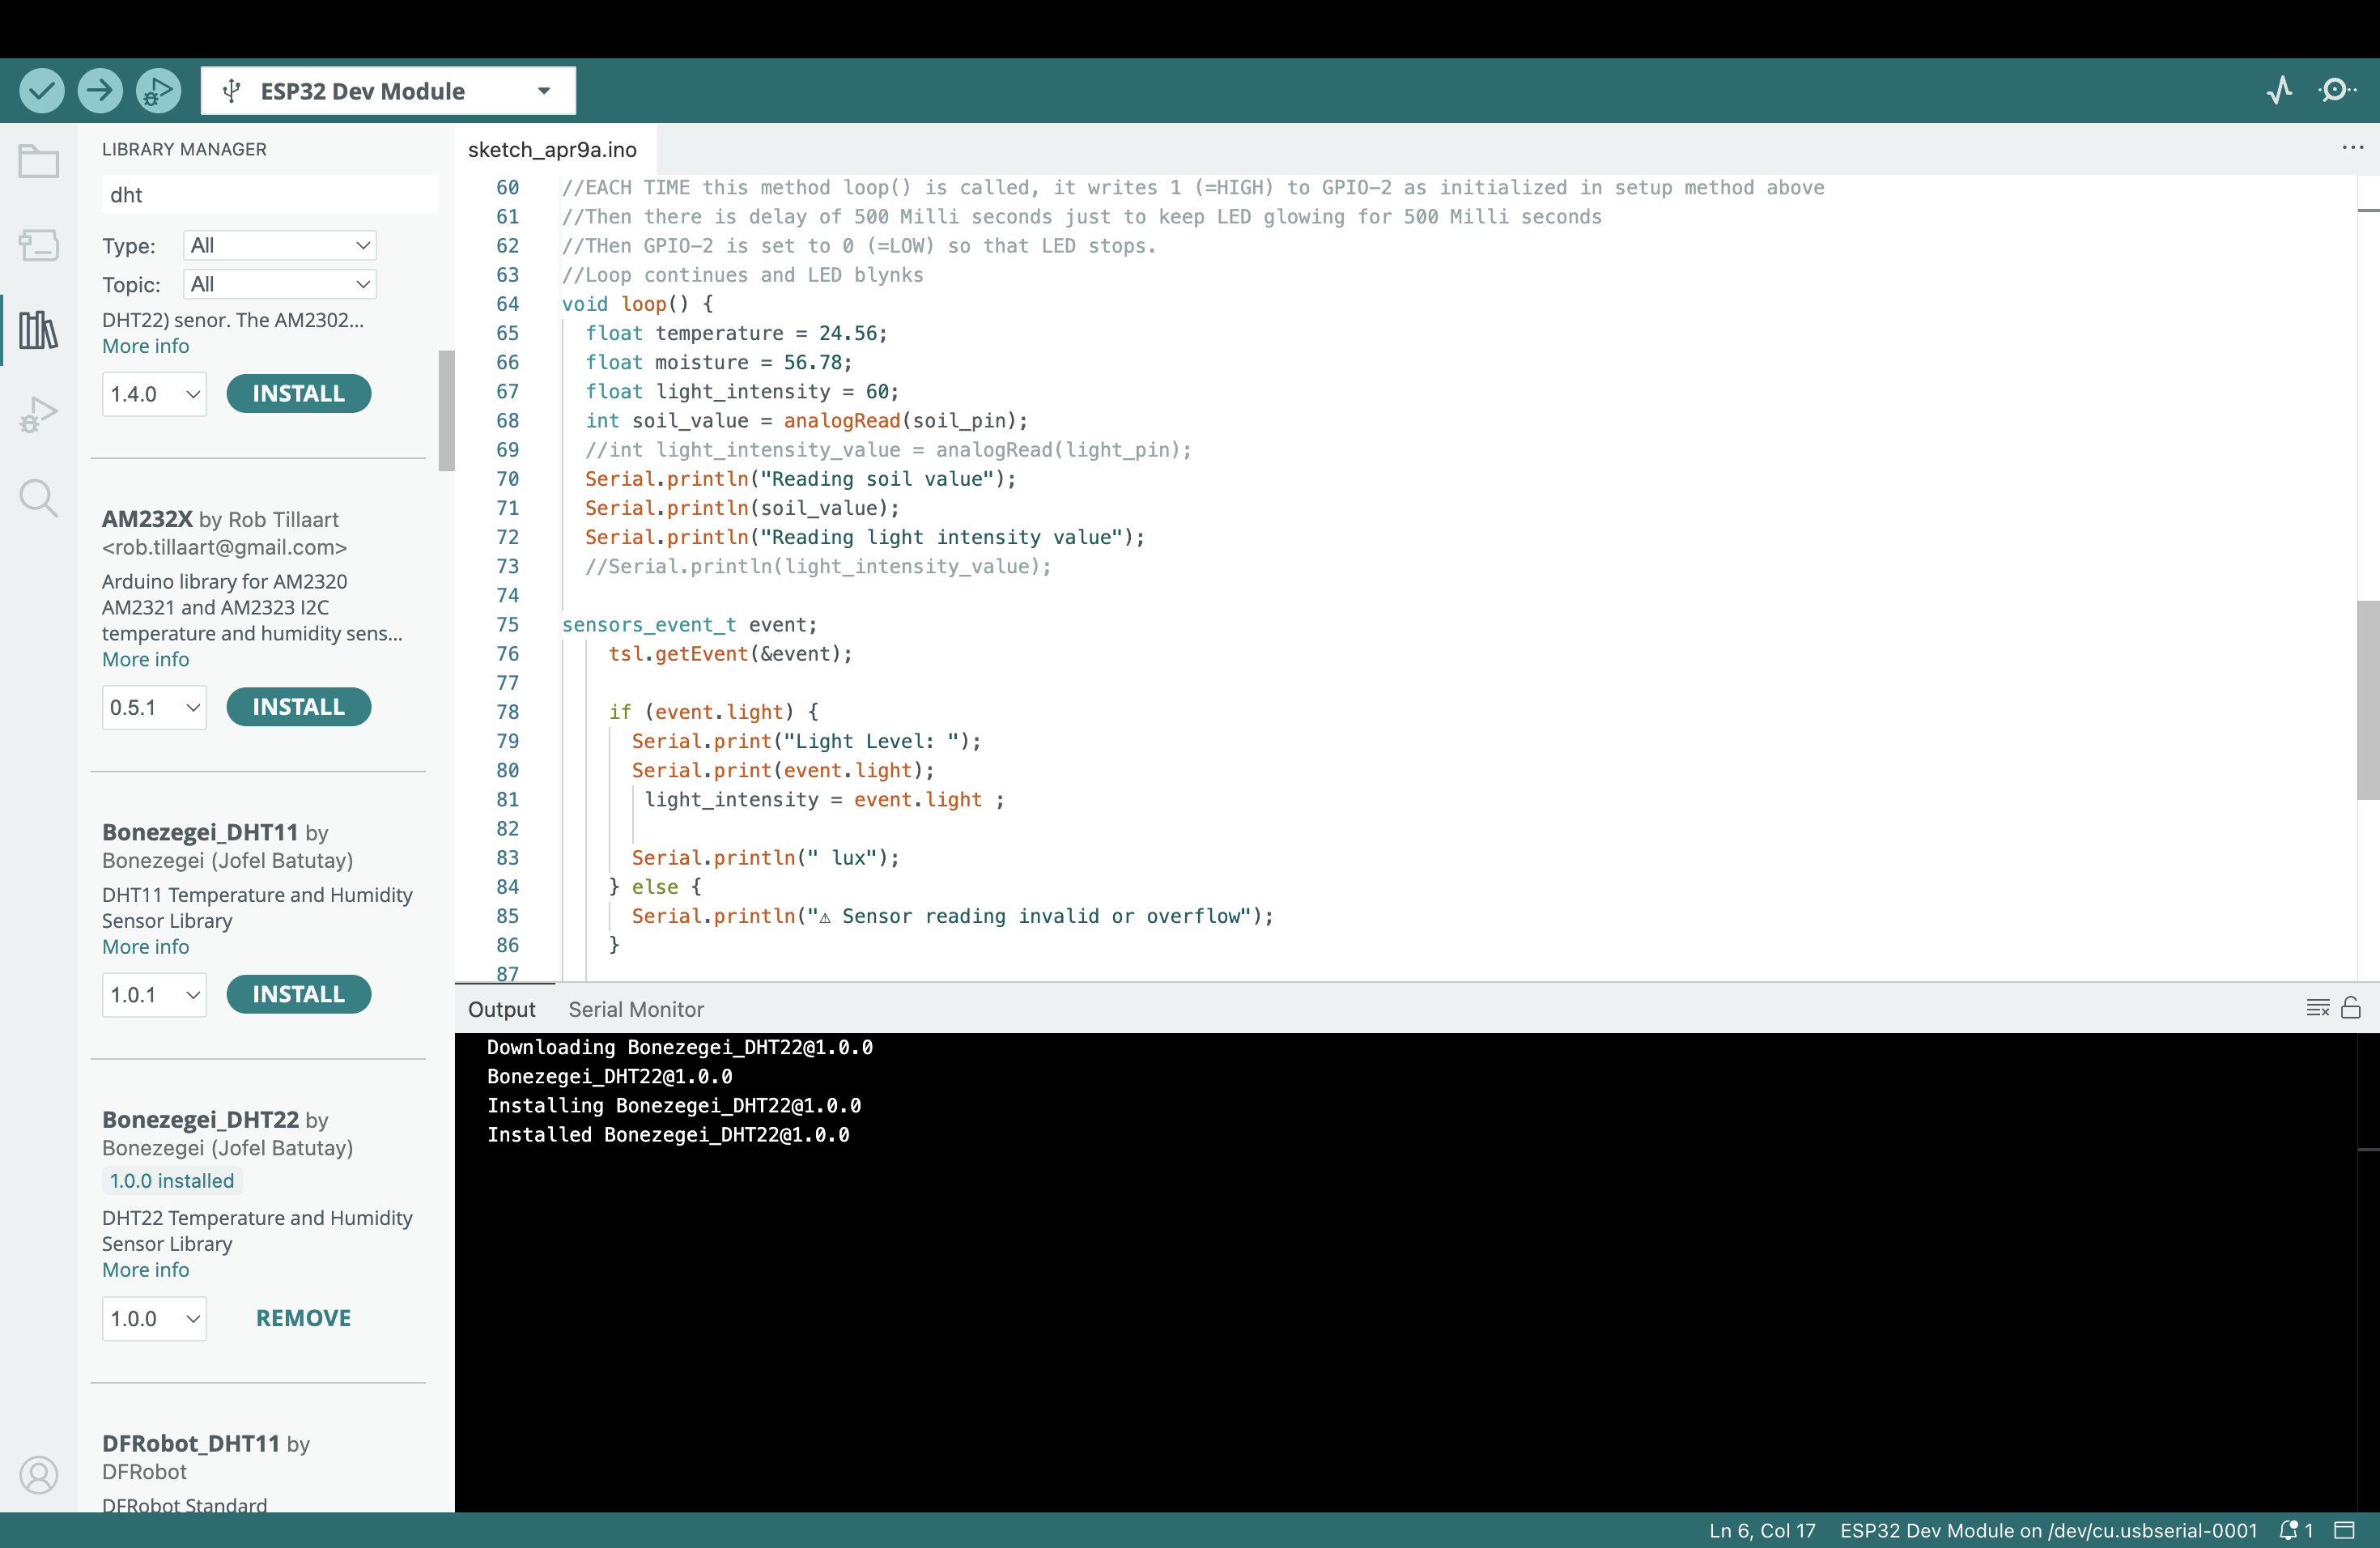 ESP32 Dev Module
LIBRARY MANAGER
dht
Type: All
Topic: All
DHT22) senor. The AM2302...
More info
1.4.0 INSTALL
AM232X by Rob Tillaart
<rob.tillaart@gmail.com>
Arduino library for AM2320
AM2321 and AM2323 I2C
temperature and humidity sens...
More info
0.5.1 INSTALL
Bonezegei_DHT11 by
Bonezegei (Jofel Batutay)
DHT11 Temperature and Humidity
Sensor Library
More info
1.0.1 INSTALL
Bonezegei_DHT22 by
Bonezegei (Jofel Batutay)
1.0.0 installed
DHT22 Temperature and Humidity
Sensor Library
More info
1.0.0 REMOVE
DFRobot_DHT11 by
DFRobot
DFRobot Standard
sketch_apr9a.ino
60 //EACH TIME this method loop() is called, it writes 1 (=HIGH) to GPIO-2 as initialized in setup method above
61 //Then there is delay of 500 Milli seconds just to keep LED glowing for 500 Milli seconds
62 //THen GPIO-2 is set to 0 (=LOW) so that LED stops.
63 //Loop continues and LED blynks
64 void loop() {
65 float temperature = 24.56;
66 float moisture = 56.78;
67 float light_intensity = 60;
68 int soil_value = analogRead(soil_pin);
69 //int light_intensity_value = analogRead(light_pin);
70 Serial.println("Reading soil value");
71 Serial.println(soil_value);
72 Serial.println("Reading light intensity value");
73 //Serial.println(light_intensity_value);
74
75 sensors_event_t event;
76 tsl.getEvent(&event);
77
78 if (event.light) {
79 Serial.print("Light Level: ");
80 Serial.print(event.light);
81 light_intensity = event.light ;
82
83 Serial.println(" lux");
84 } else {
85 Serial.println("⚠ Sensor reading invalid or overflow");
86 }
87
Output Serial Monitor
Downloading Bonezegei_DHT22@1.0.0
Bonezegei_DHT22@1.0.0
Installing Bonezegei_DHT22@1.0.0
Installed Bonezegei_DHT22@1.0.0
Ln 6, Col 17 ESP32 Dev Module on /dev/cu.usbserial-0001 1